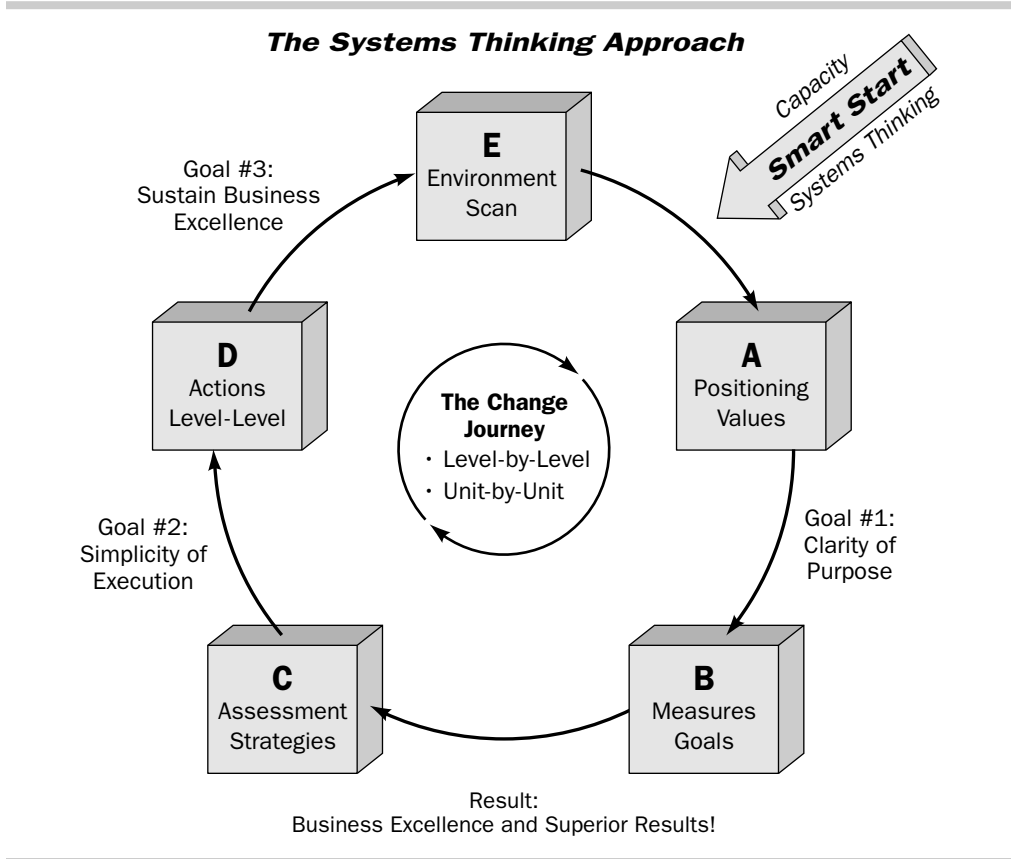 The Systems Thinking Approach
Capacity
Smart Start
Systems Thinking
E
Environment
Scan
Goal #3:
Sustain Business
Excellence
D
Actions
Level-Level
A
Positioning
Values
The Change
Journey
· Level-by-Level
· Unit-by-Unit
Goal #1:
Clarity of
Purpose
Goal #2:
Simplicity of
Execution
C
Assessment
Strategies
B
Measures
Goals
Result:
Business Excellence and Superior Results!